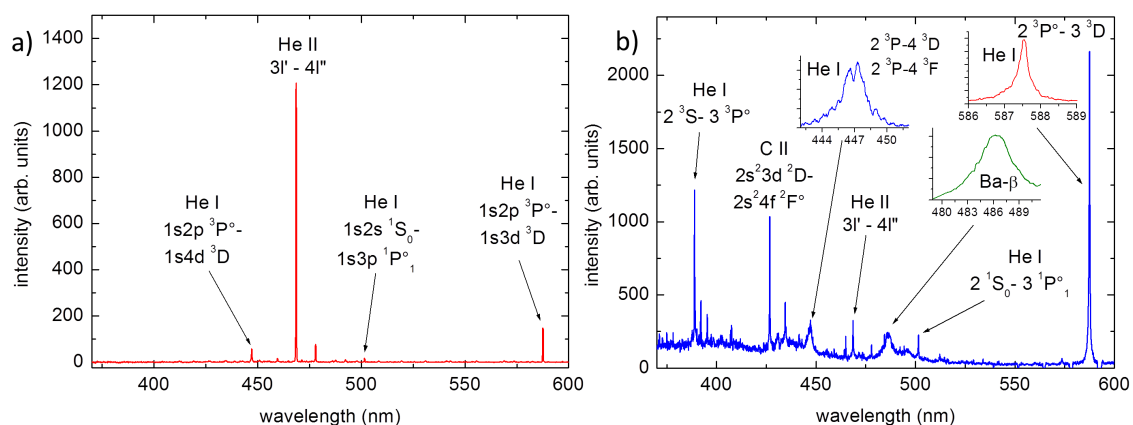 a)
1400
1200
1000
800
600
400
200
0
intensity (arb. units)
400
450
500
550
600
wavelength (nm)
He II
3l' - 4l"
He I
1s2p ³P°-
1s4d ³D
He I
1s2s ¹S₀-
1s3p ¹P°₁
He I
1s2p ³P°-
1s3d ³D
b)
2000
2250
1500
1000
500
250
0
intensity (arb. units)
400
450
500
550
600
wavelength (nm)
He I
2 ³S- 3 ³P°
C II
2s²3d ²D-
2s²4f ²F°
He I
444
447
450
2 ³P-4 ³D
2 ³P-4 ³F
He II
3l' - 4l"
2 ³P°- 3 ³D
He I
586
587
588
589
Ba-β
480
483
486
489
He I
2 ¹S₀- 3 ¹P°₁